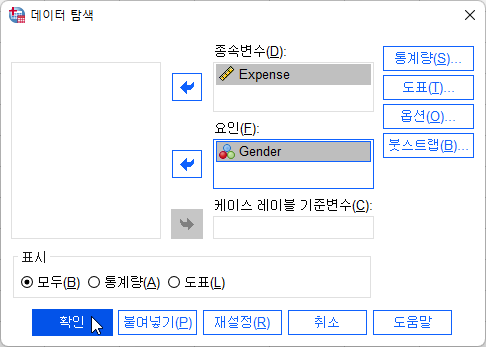 데이터 탐색
종속변수(D):
Expense
통계량(S)...
도표(T)...
옵션(O)...
붓스트랩(B)...
요인(F):
Gender
케이스 레이블 기준변수(C):
표시
모두(B) 통계량(A) 도표(L)
확인 붙여넣기(P) 재설정(R) 취소 도움말